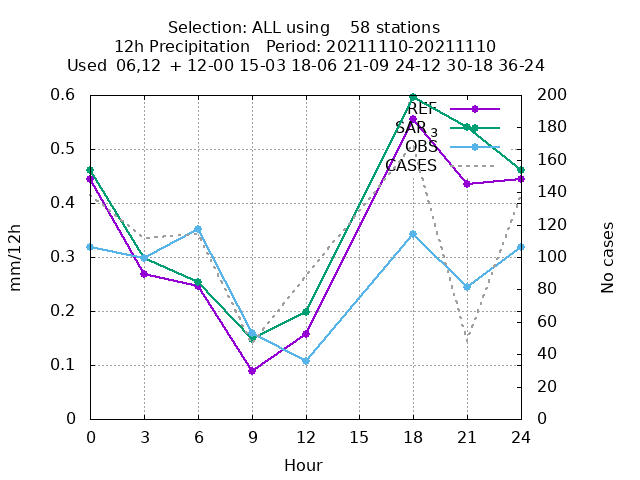 Selection: ALL using    58 stations
12h Precipitation   Period: 20211110-20211110
Used  06,12  + 12-00 15-03 18-06 21-09 24-12 30-18 36-24
0.6
0.5
0.4
0.3
0.2
0.1
0
200
180
160
140
120
100
80
60
40
20
0
REF
SAR 3
OBS
CASES
mm/12h
No cases
0 3 6 9 12 15 18 21 24
Hour